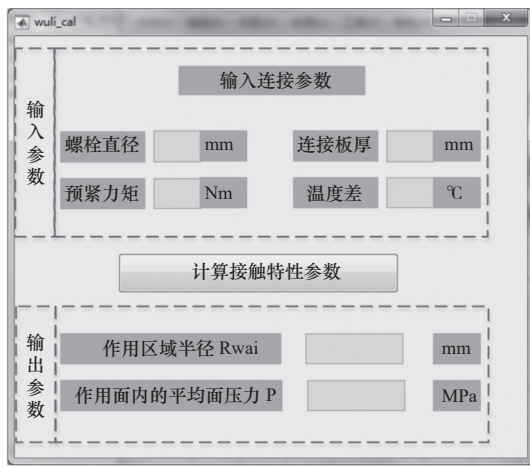 wuli_cal
输入参数
输入连接参数
螺栓直径 mm 连接板厚 mm
预紧力矩 Nm 温度差 ℃
计算接触特性参数
输出参数
作用区域半径 Rwai mm
作用面内的平均面压力 P MPa